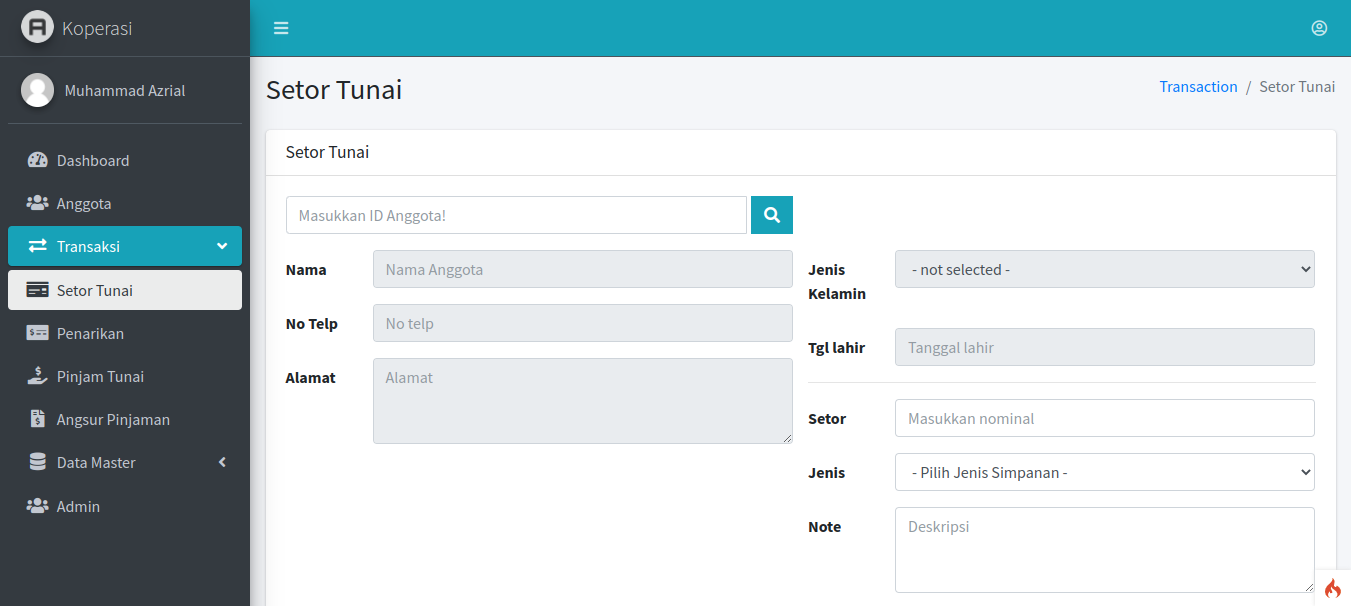 Koperasi
Muhammad Azrial
Dashboard
Anggota
Transaksi
Setor Tunai
Penarikan
Pinjam Tunai
Angsur Pinjaman
Data Master
Admin
Setor Tunai
Transaction / Setor Tunai
Setor Tunai
Masukkan ID Anggota!
Nama
Nama Anggota
No Telp
No telp
Alamat
Alamat
Jenis
Kelamin
- not selected -
Tgl lahir
Tanggal lahir
Setor
Masukkan nominal
Jenis
- Pilih Jenis Simpanan -
Note
Deskripsi